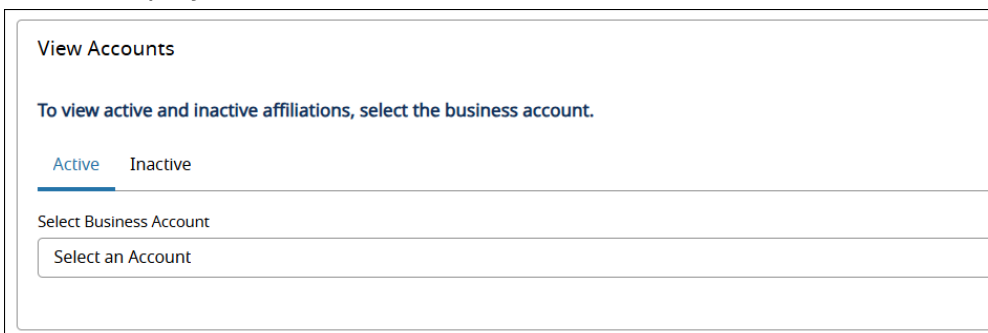 View Accounts
To view active and inactive affiliations, select the business account.
Active Inactive
Select Business Account
Select an Account